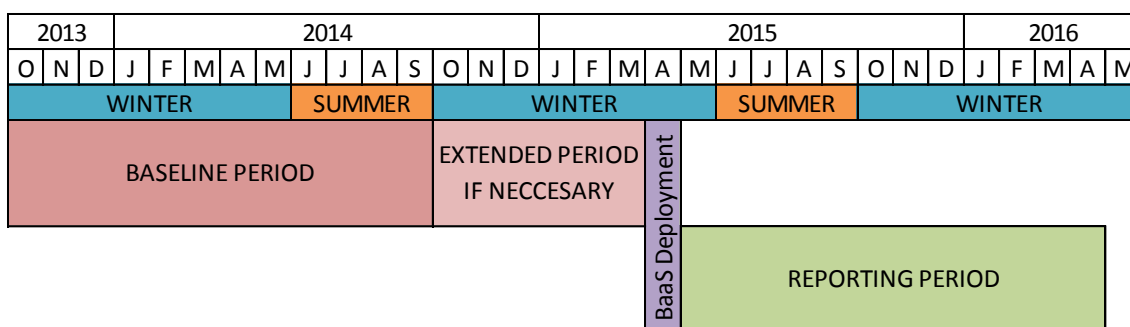 2013 2014 2015 2016
O N D J F M A M J J A S O N D J F M A M J J A S O N D J F M A M
WINTER SUMMER WINTER SUMMER WINTER
BASELINE PERIOD
EXTENDED PERIOD
IF NECCESARY
BaaS Deployment
REPORTING PERIOD